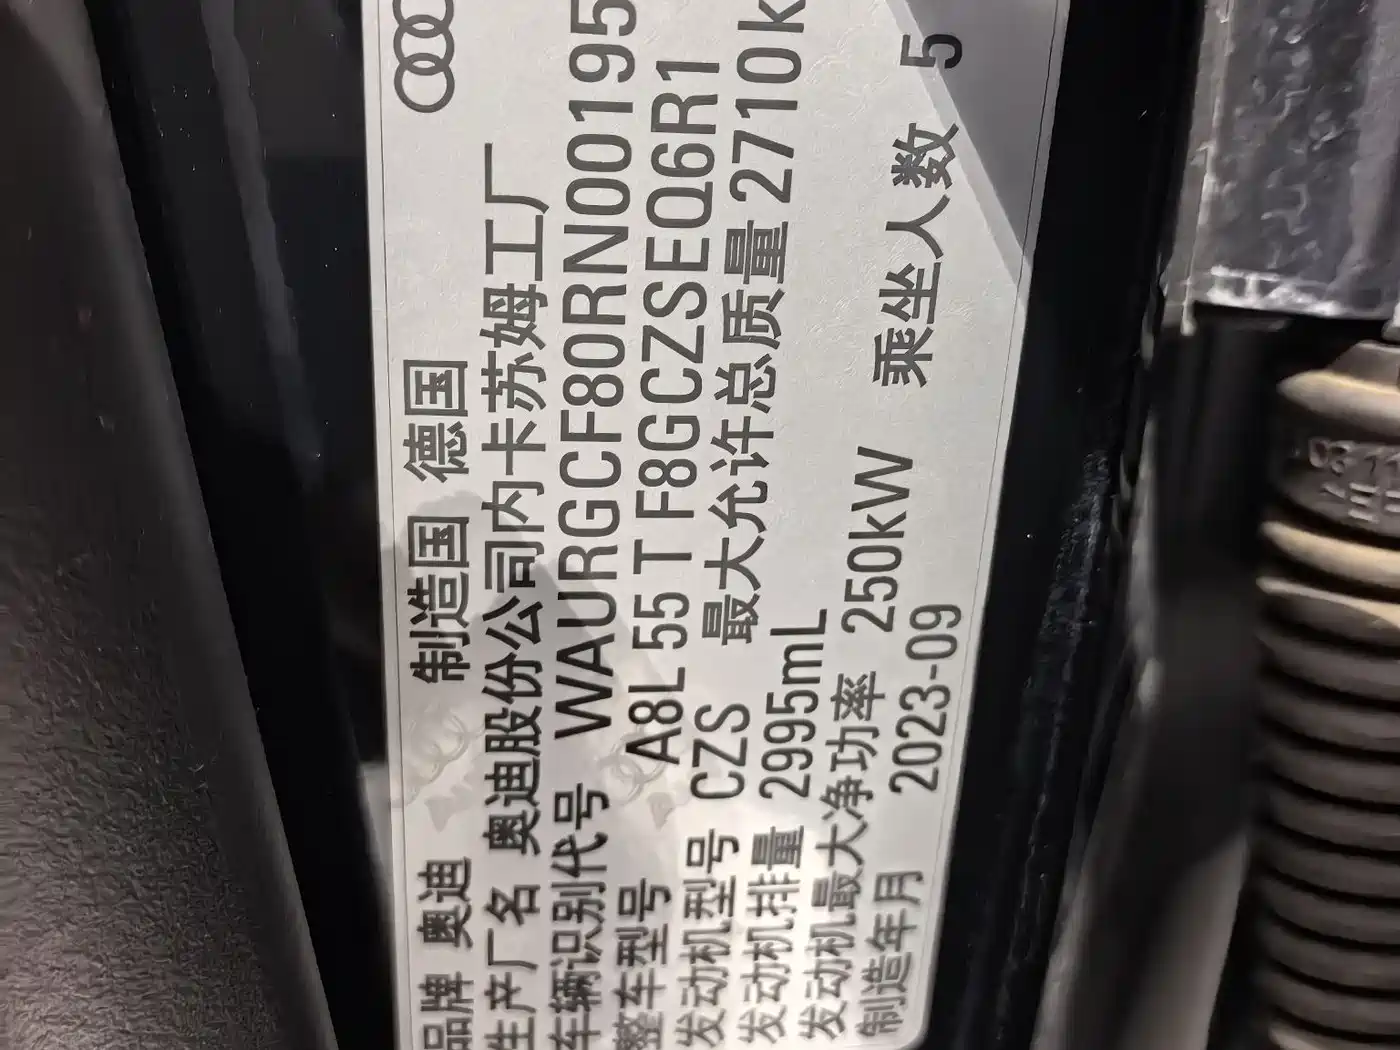 品牌 奥迪 制造国 德国
生产厂名 奥迪股份公司内卡苏姆工厂
车辆识别代号 WAURGCF80RN00195
整车型号 A8L 55 T F8GCZSEQ6R1
发动机型号 CZS 最大允许总质量 2710k
发动机排量 2995mL
发动机最大净功率 250kW 乘坐人数 5
制造年月 2023-09